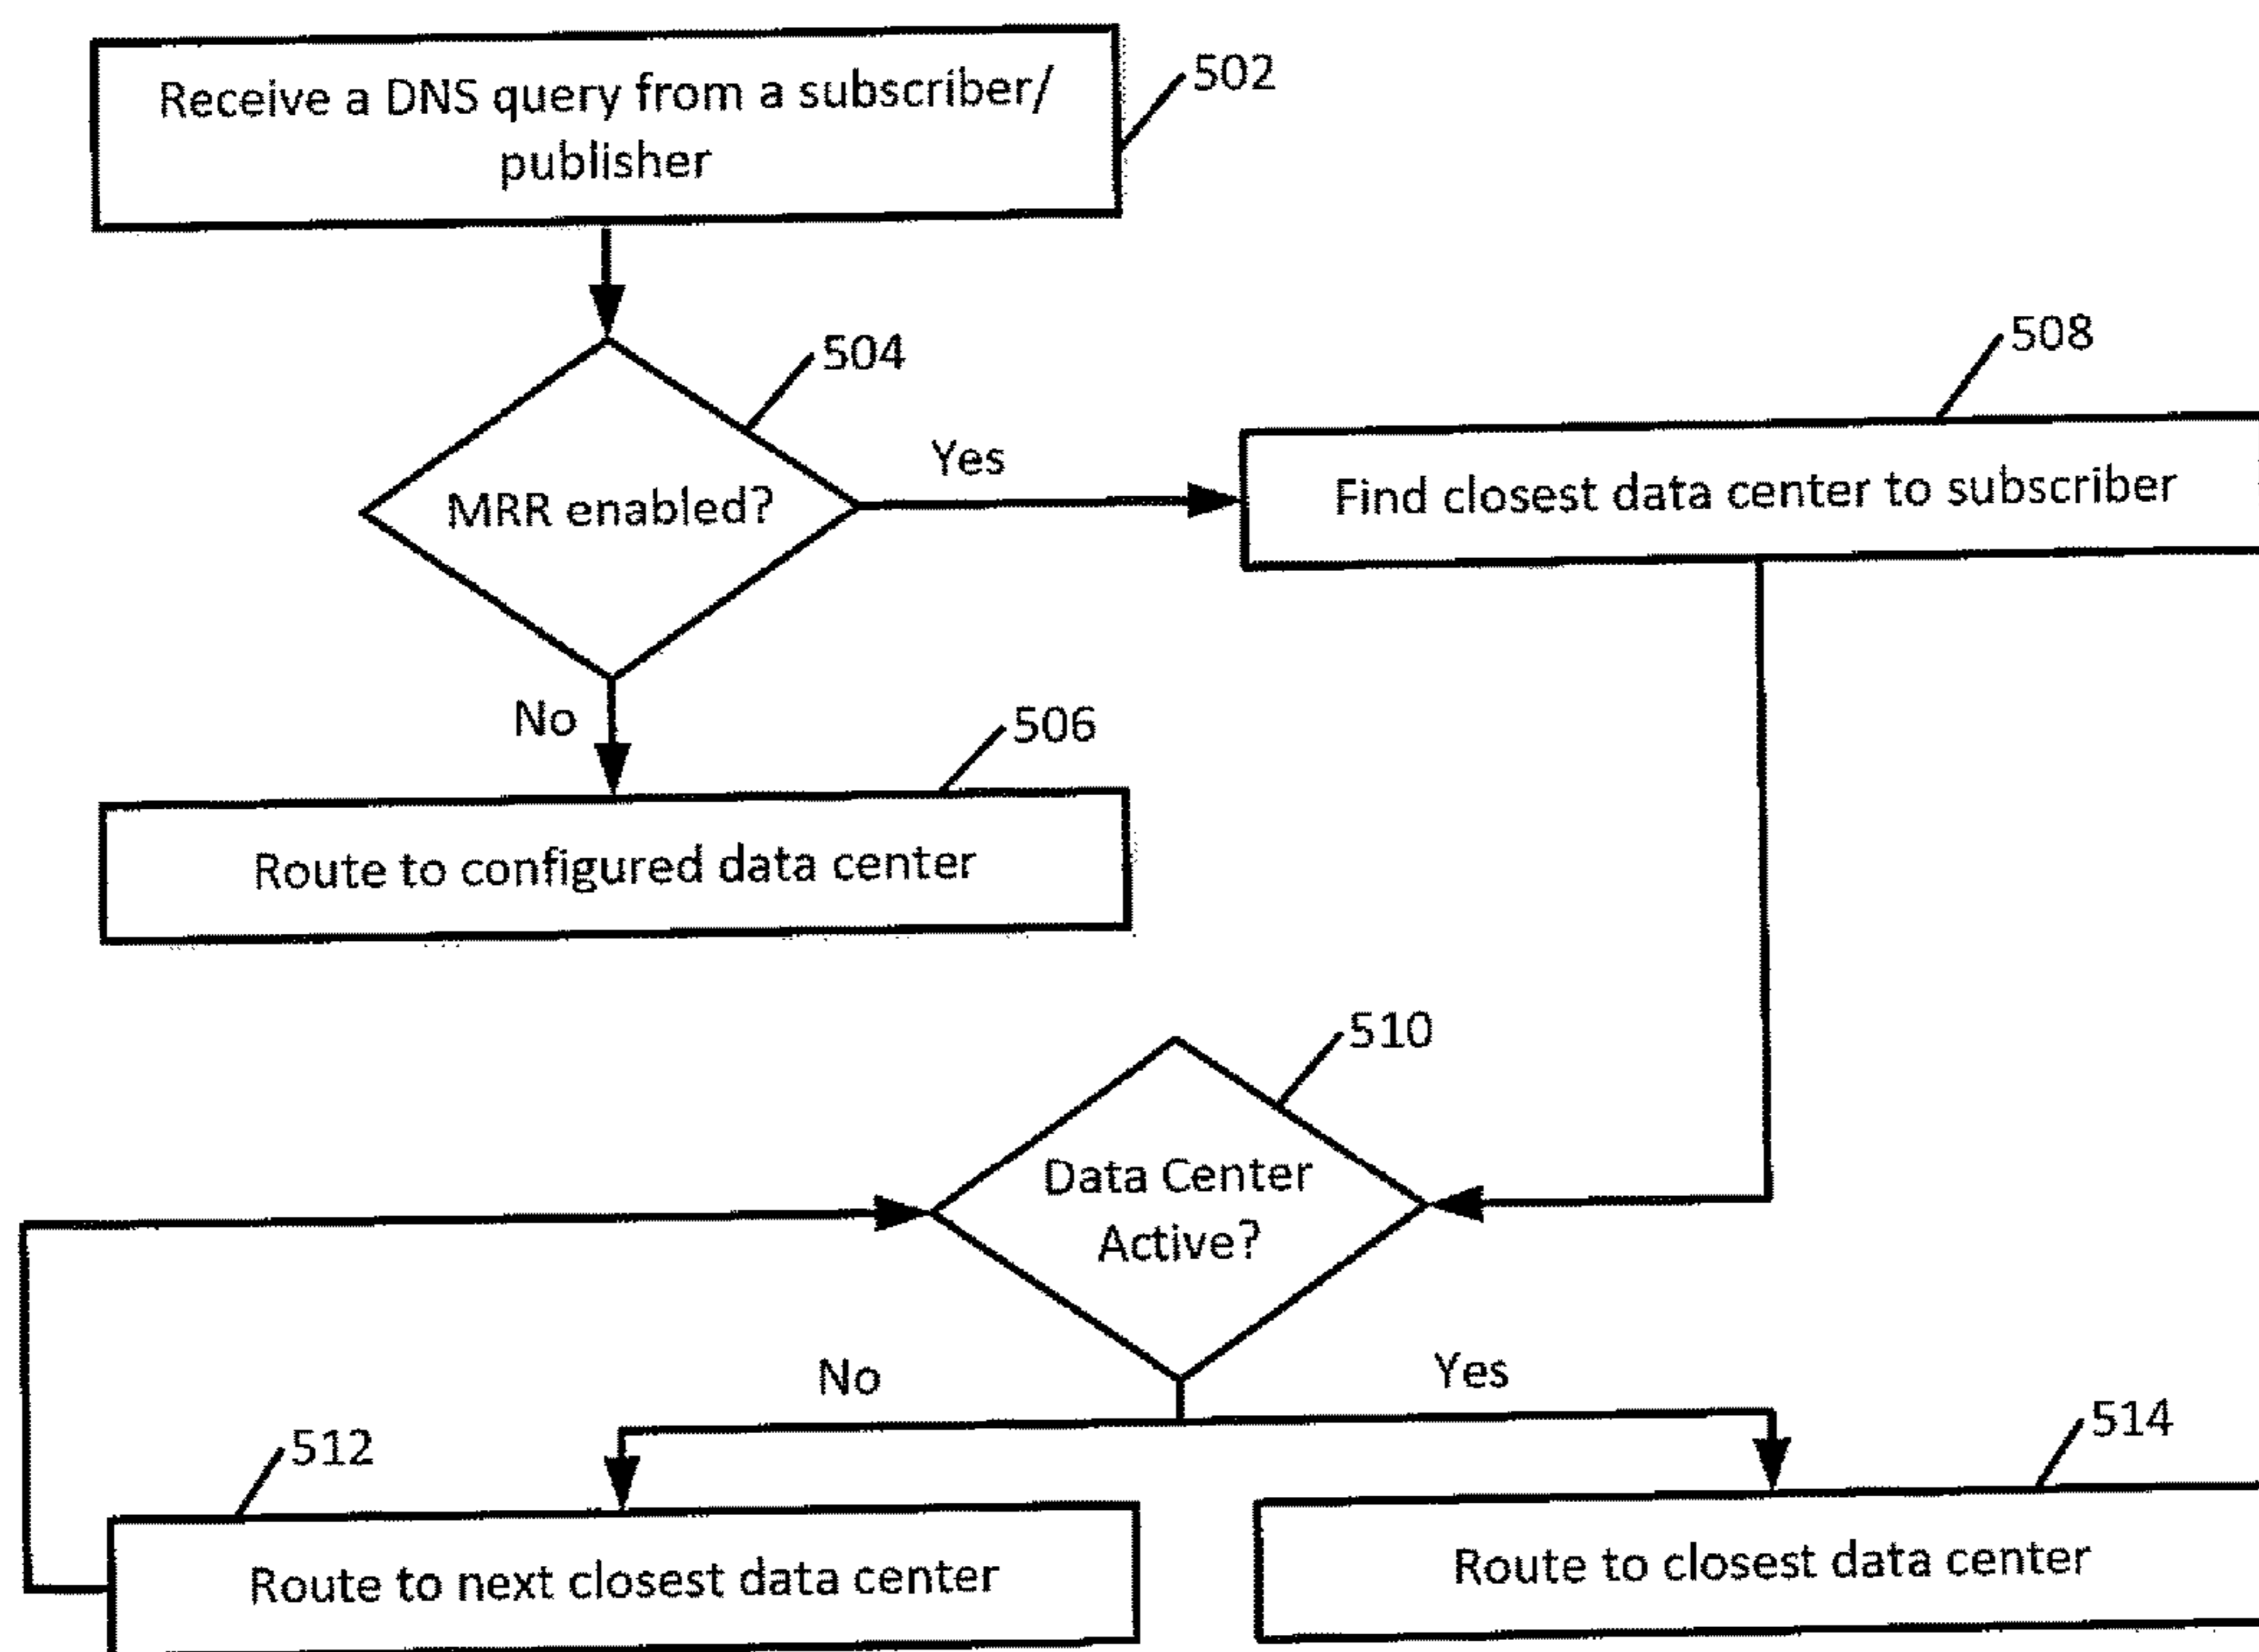 Receive a DNS query from a subscriber/
publisher
502
504
MRR enabled?
Yes
508
Find closest data center to subscriber
No
506
Route to configured data center
510
Data Center
Active?
No
Yes
512
Route to next closest data center
514
Route to closest data center